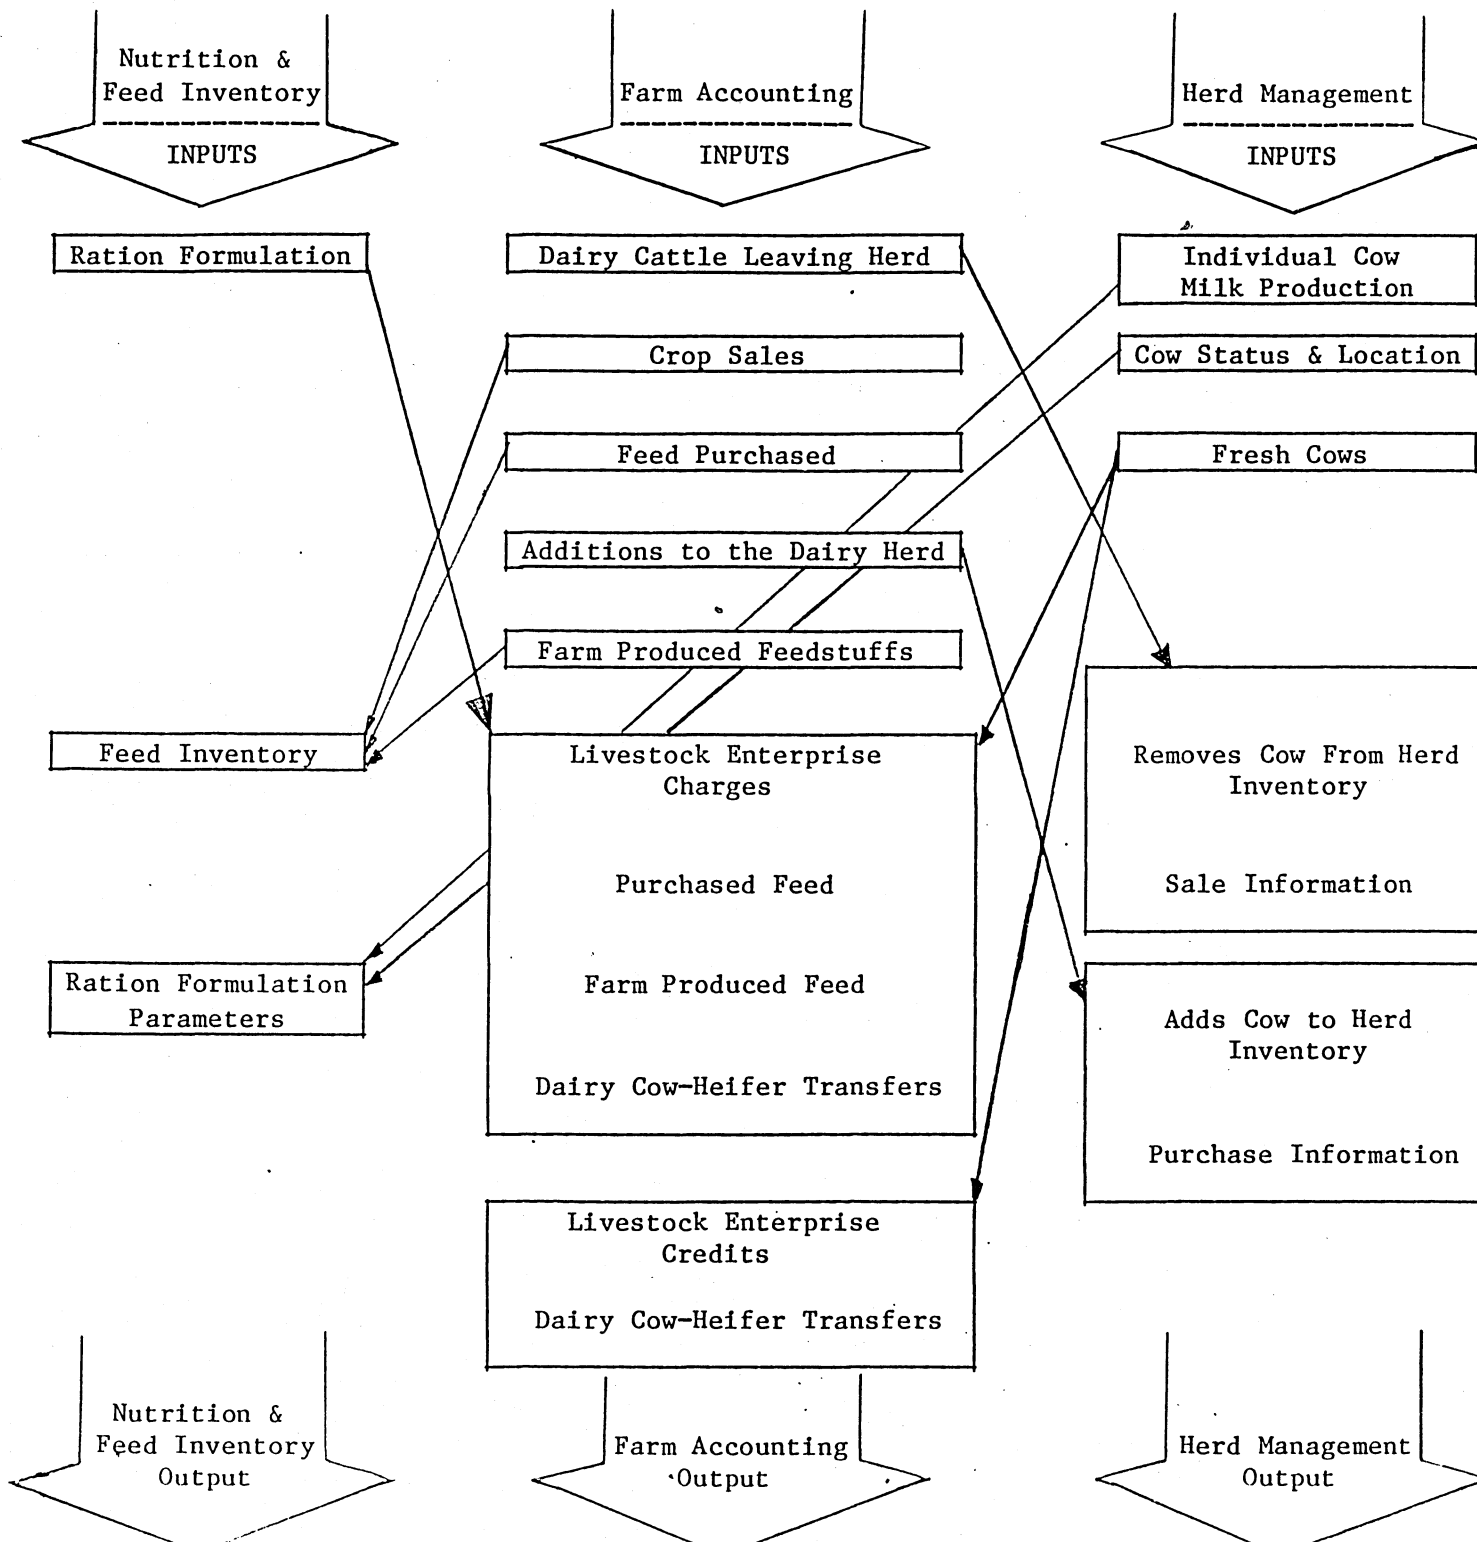 Nutrition &
Feed Inventory
INPUTS
Farm Accounting
INPUTS
Herd Management
INPUTS
Ration Formulation
Dairy Cattle Leaving Herd
Individual Cow
Milk Production
Crop Sales
Cow Status & Location
Feed Purchased
Fresh Cows
Additions to the Dairy Herd
Farm Produced Feedstuffs
Feed Inventory
Livestock Enterprise
Charges
Purchased Feed
Farm Produced Feed
Dairy Cow-Heifer Transfers
Removes Cow From Herd
Inventory
Sale Information
Ration Formulation
Parameters
Adds Cow to Herd
Inventory
Purchase Information
Livestock Enterprise
Credits
Dairy Cow-Heifer Transfers
Nutrition &
Feed Inventory
Output
Farm Accounting
Output
Herd Management
Output